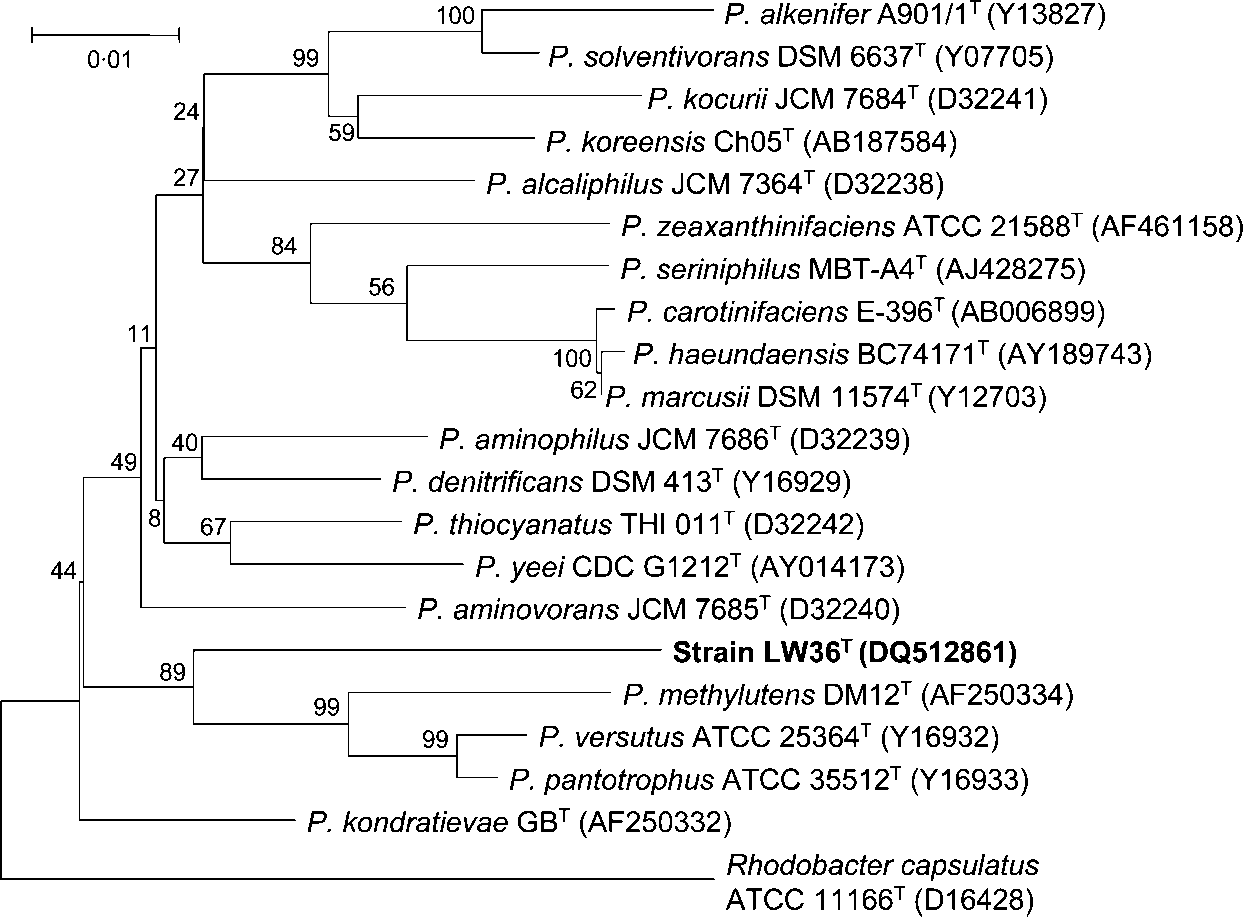 100
P. alkenifer A901/1ᵀ (Y13827)
0·01
99
P. solventivorans DSM 6637ᵀ (Y07705)
P. kocurii JCM 7684ᵀ (D32241)
24
59
P. koreensis Ch05ᵀ (AB187584)
27
P. alcaliphilus JCM 7364ᵀ (D32238)
P. zeaxanthinifaciens ATCC 21588ᵀ (AF461158)
84
P. seriniphilus MBT-A4ᵀ (AJ428275)
56
P. carotinifaciens E-396ᵀ (AB006899)
11
100
P. haeundaensis BC74171ᵀ (AY189743)
62
P. marcusii DSM 11574ᵀ (Y12703)
40
P. aminophilus JCM 7686ᵀ (D32239)
49
P. denitrificans DSM 413ᵀ (Y16929)
8
67
P. thiocyanatus THI 011ᵀ (D32242)
44
P. yeei CDC G1212ᵀ (AY014173)
P. aminovorans JCM 7685ᵀ (D32240)
Strain LW36ᵀ (DQ512861)
89
P. methylutens DM12ᵀ (AF250334)
99
99
P. versutus ATCC 25364ᵀ (Y16932)
P. pantotrophus ATCC 35512ᵀ (Y16933)
P. kondratievae GBᵀ (AF250332)
Rhodobacter capsulatus
ATCC 11166ᵀ (D16428)